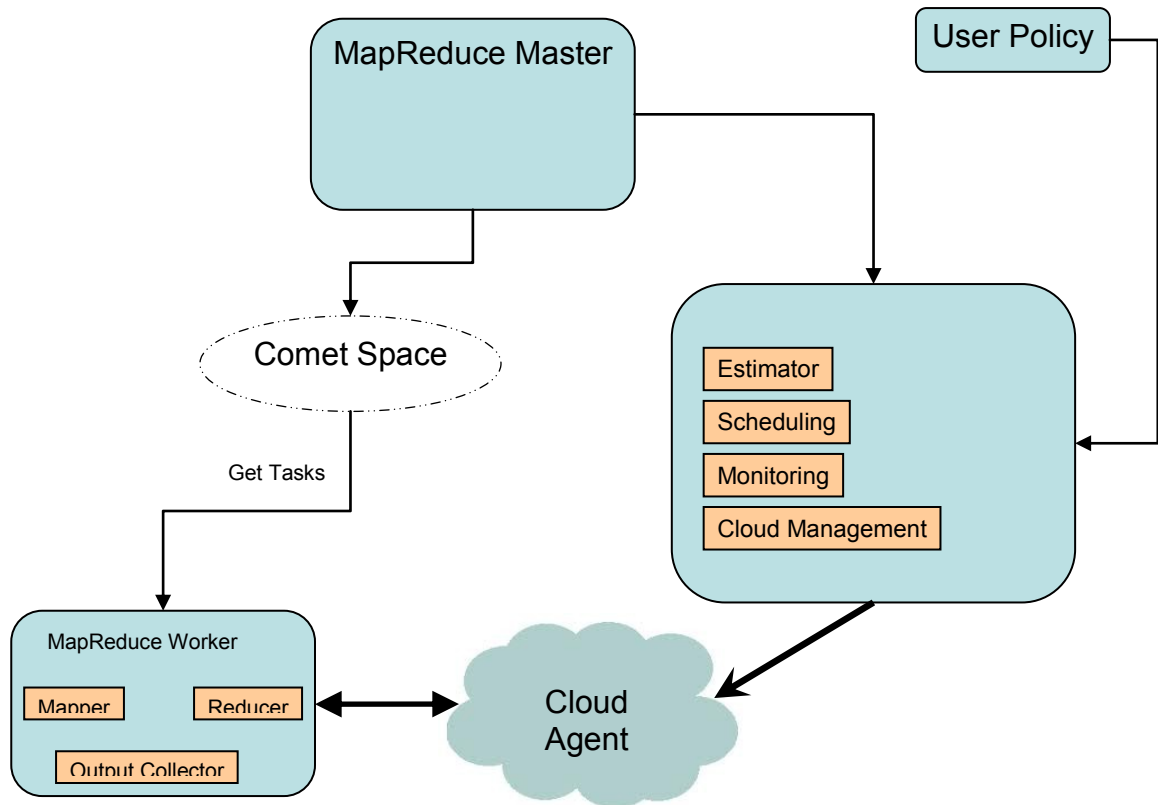 MapReduce Master
User Policy
Comet Space
Estimator
Scheduling
Monitoring
Cloud Management
Get Tasks
MapReduce Worker
Mapper
Reducer
Output Collector
Cloud
Agent